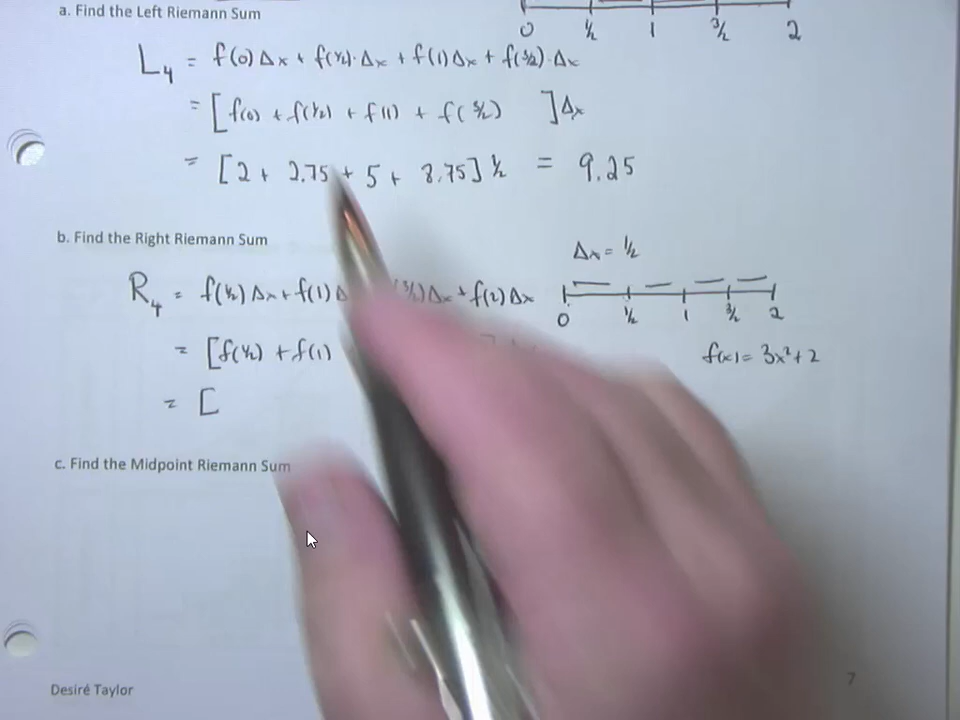 a. Find the Left Riemann Sum
0 ½ 1 3/2 2
L₄ = f(0) Δx + f(½)·Δx + f(1) Δx + f(3/2)·Δx
= [ f(0) + f(½) + f(1) + f(3/2) ] Δx
= [ 2 + 2.75 + 5 + 8.75 ] ½ = 9.25
b. Find the Right Riemann Sum
Δx = ½
R₄ = f(½) Δx + f(1) Δ (3/2) Δx + f(2) Δx
0 ½ 1 3/2 2
= [ f(½) + f(1)
f(x) = 3x² + 2
= [
c. Find the Midpoint Riemann Sum
Desiré Taylor
7